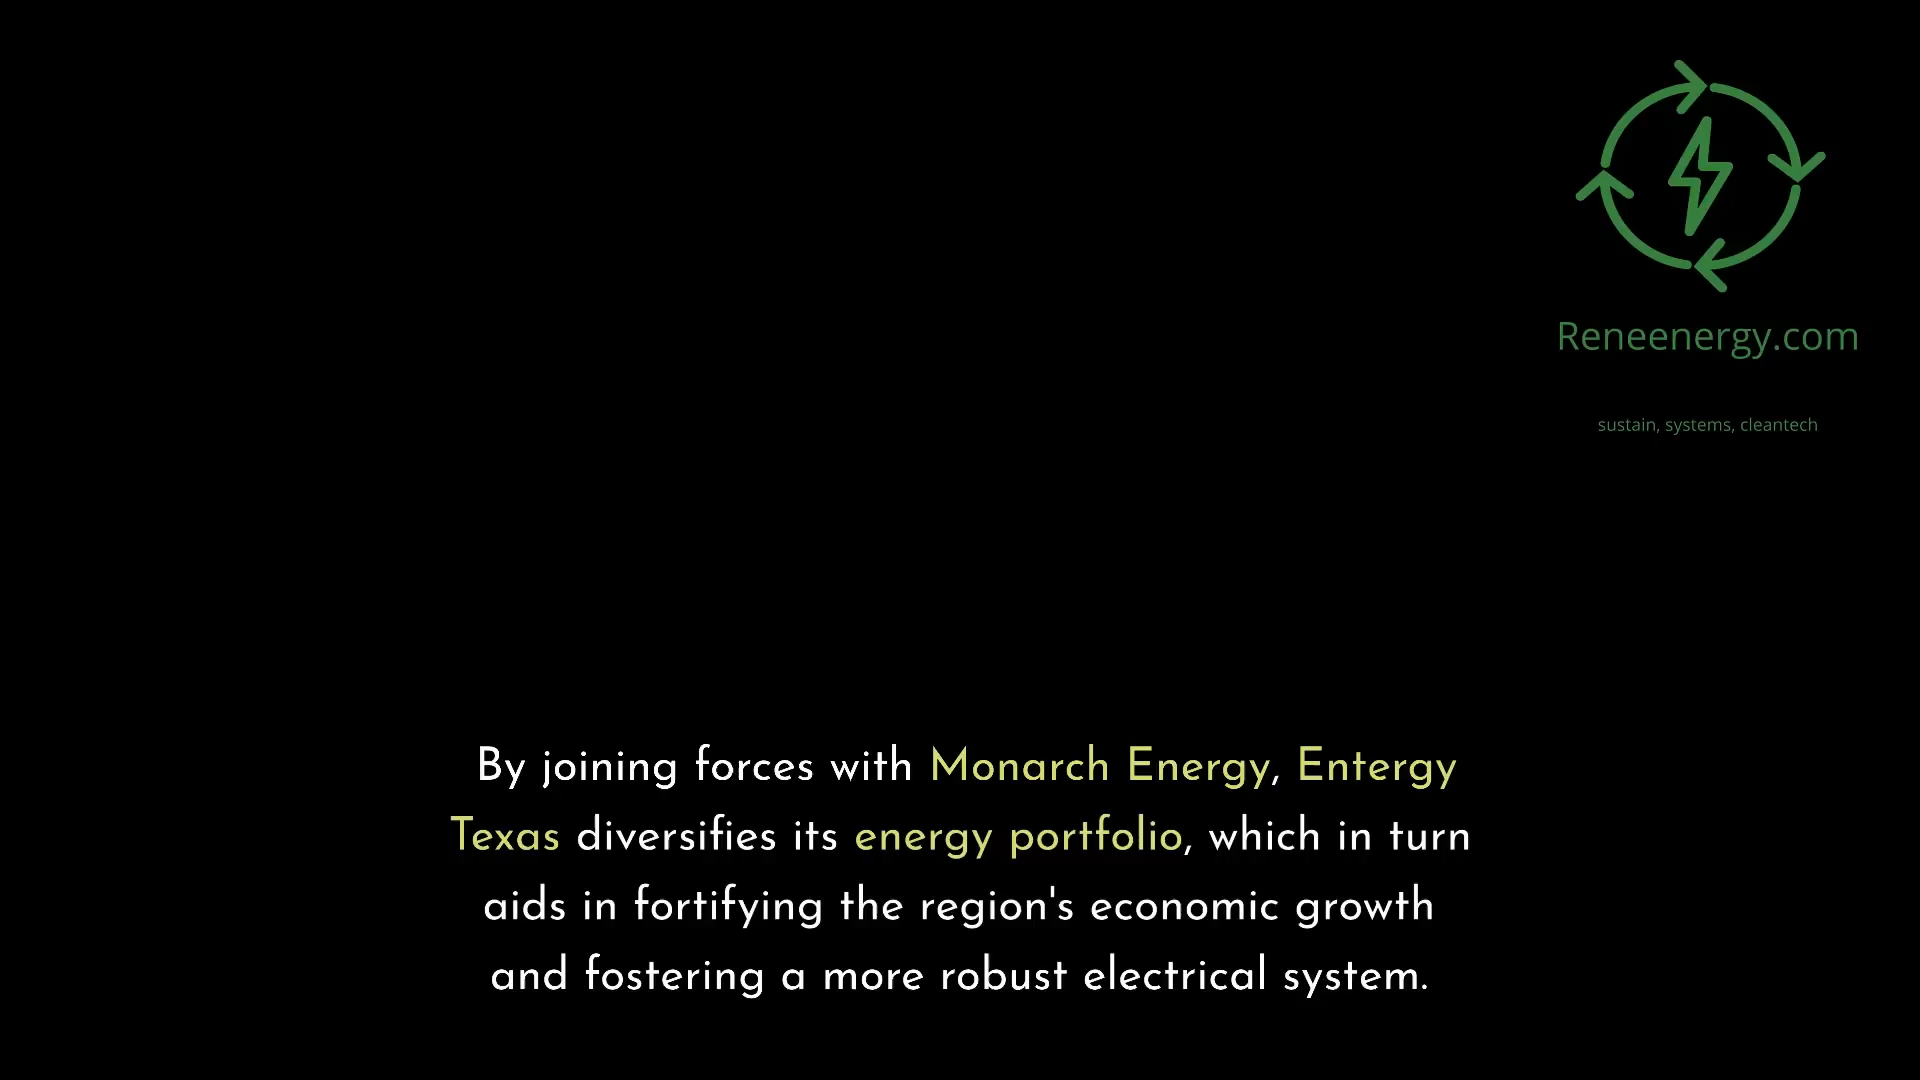 Reneenergy.com
sustain, systems, cleantech
By joining forces with Monarch Energy, Entergy
Texas diversifies its energy portfolio, which in turn
aids in fortifying the region's economic growth
and fostering a more robust electrical system.